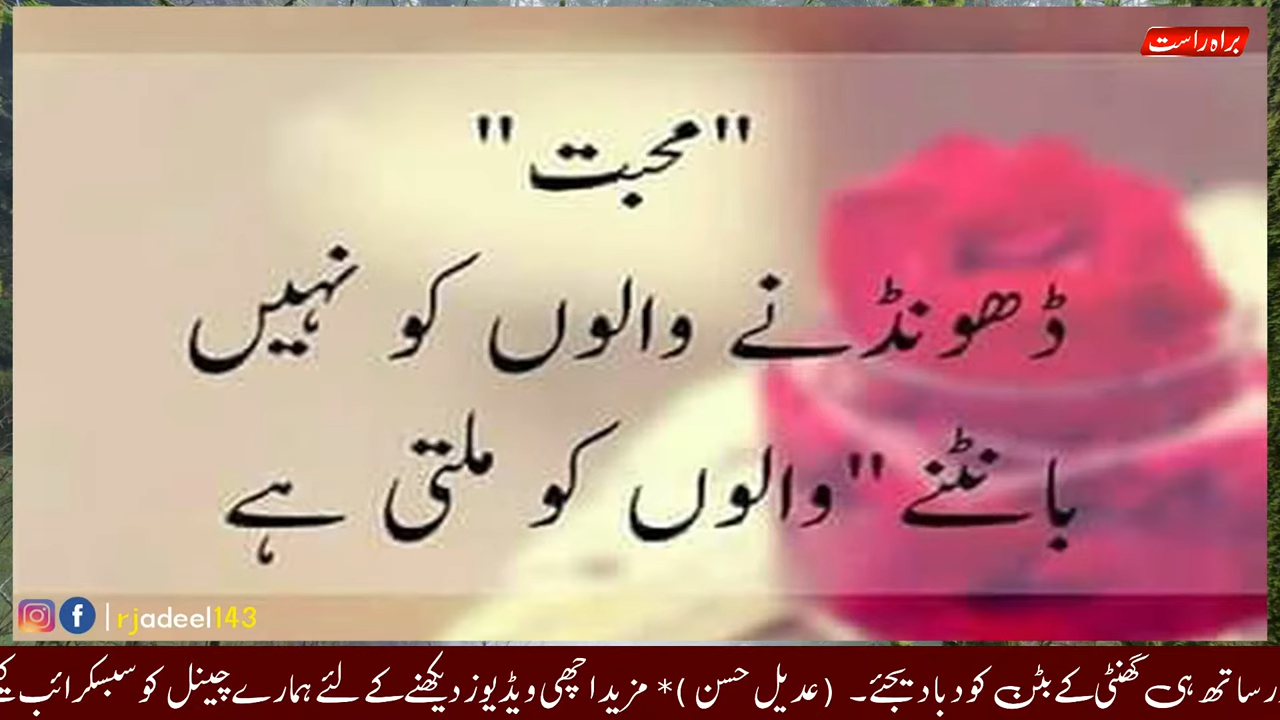 براہ راست
"محبت"
ڈھونڈنے والوں کو نہیں
بانٹنے "والوں کو ملتی ہے
rjadeel143
ساتھ ہی گھنٹی کے بٹن کو دبا دیجئے۔ (عدیل حسن)* مزید اچھی ویڈیوز دیکھنے کے لئے ہمارے چینل کو سبسکرائب